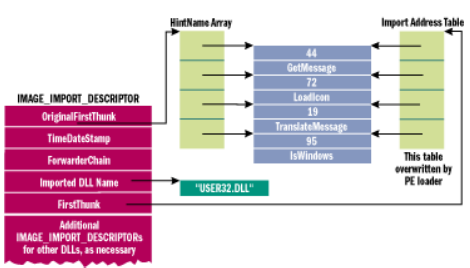 HintName Array
Import Address Table
44
GetMessage
72
LoadIcon
19
TranslateMessage
95
IsWindows
IMAGE_IMPORT_DESCRIPTOR
OriginalFirstThunk
TimeDateStamp
ForwarderChain
Imported DLL Name
FirstThunk
Additional
IMAGE_IMPORT_DESCRIPTORs
for other DLLs, as necessary
"USER32.DLL"
This table
overwritten by
PE loader